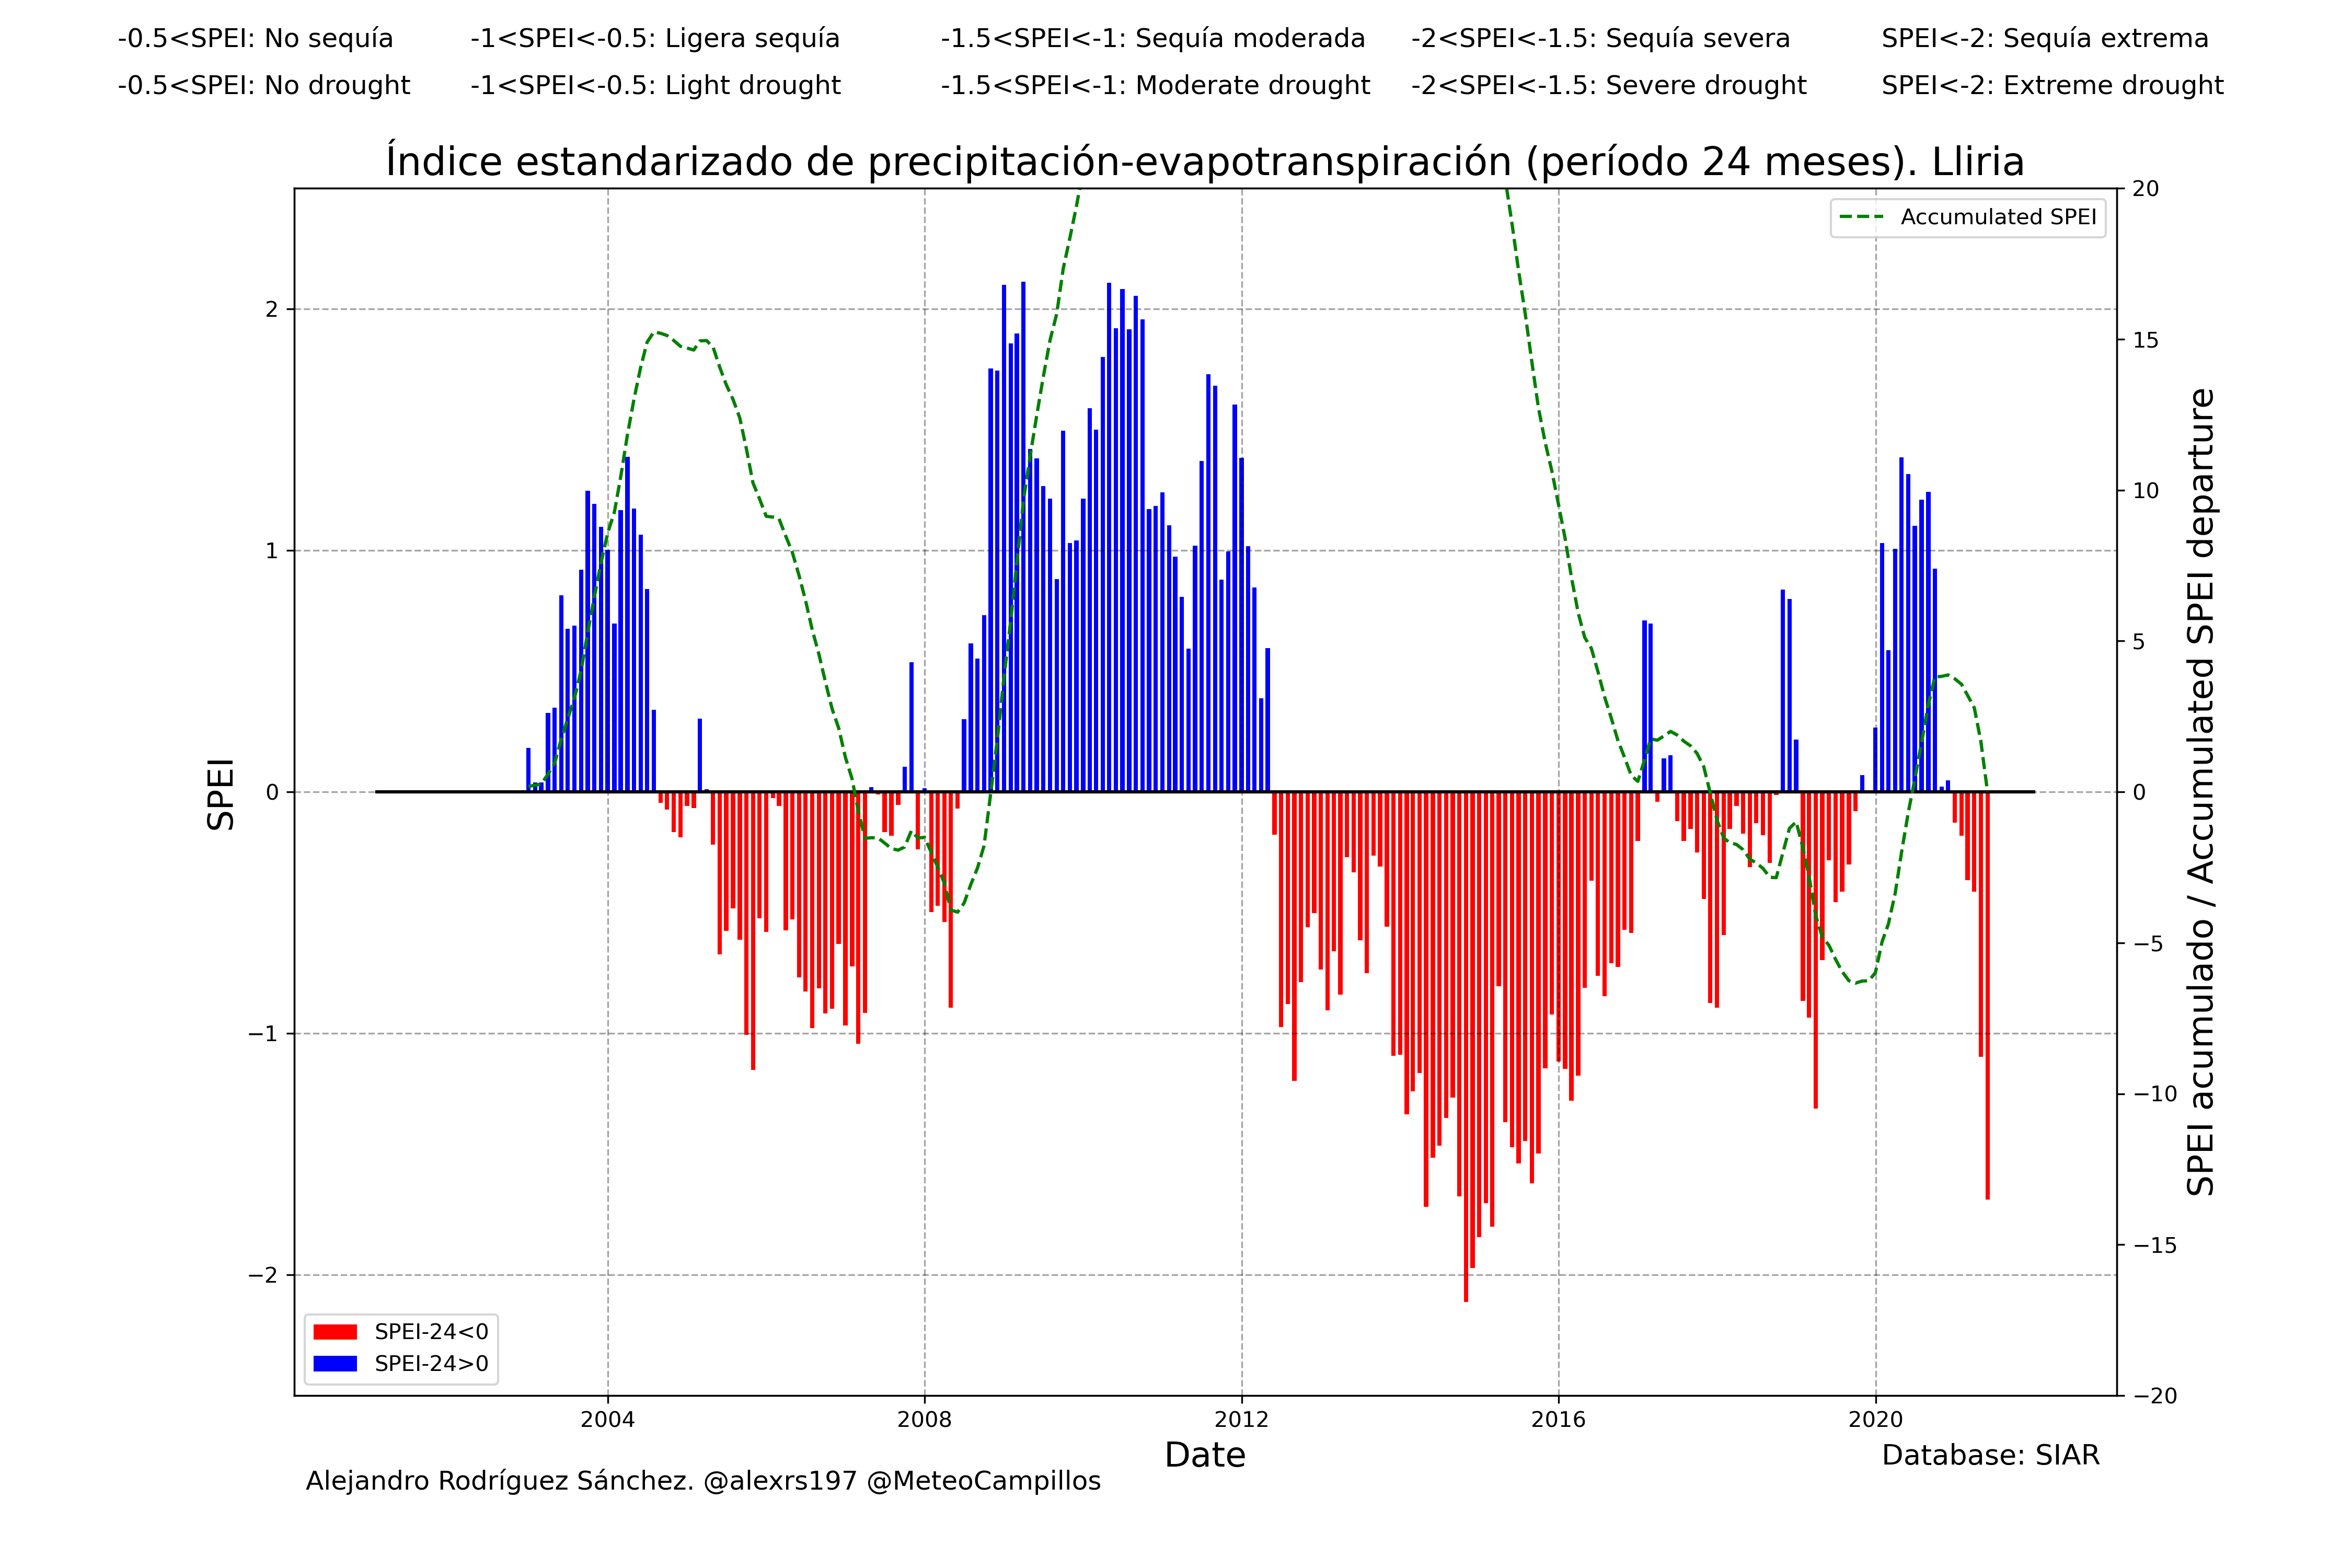 -0.5<SPEI: No sequía
-1<SPEI<-0.5: Ligera sequía
-1.5<SPEI<-1: Sequía moderada
-2<SPEI<-1.5: Sequía severa
SPEI<-2: Sequía extrema
-0.5<SPEI: No drought
-1<SPEI<-0.5: Light drought
-1.5<SPEI<-1: Moderate drought
-2<SPEI<-1.5: Severe drought
SPEI<-2: Extreme drought
Índice estandarizado de precipitación-evapotranspiración (período 24 meses). Lliria
Accumulated SPEI
SPEI
2
1
0
−1
−2
20
15
10
5
0
−5
−10
−15
−20
SPEI acumulado / Accumulated SPEI departure
SPEI-24<0
SPEI-24>0
2004
2008
2012
2016
2020
Date
Database: SIAR
Alejandro Rodríguez Sánchez. @alexrs197 @MeteoCampillos